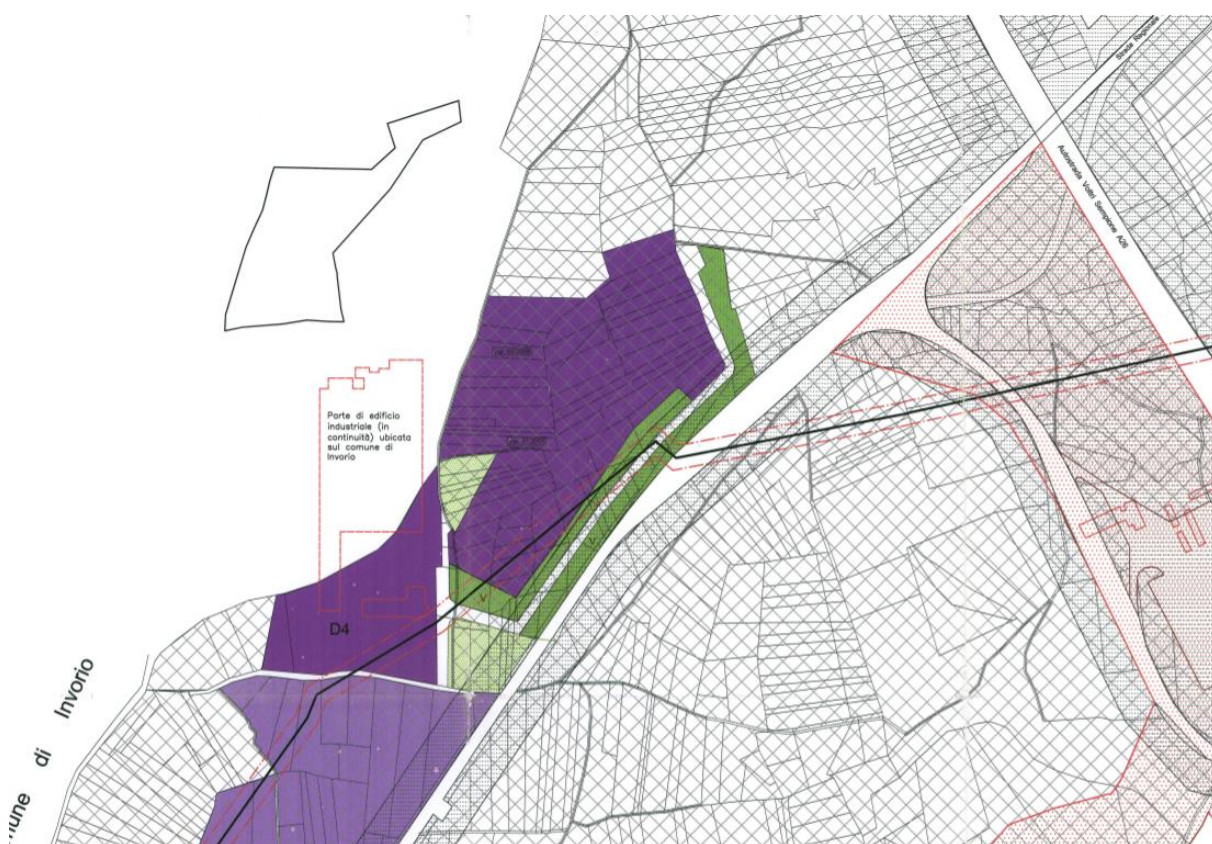 Strada Regionale
Autostrada Voltri Sempione A26
Parte di edificio
industriale (in
continuità) ubicata
sul comune di
Invorio
D4
V
V
mune di Invorio